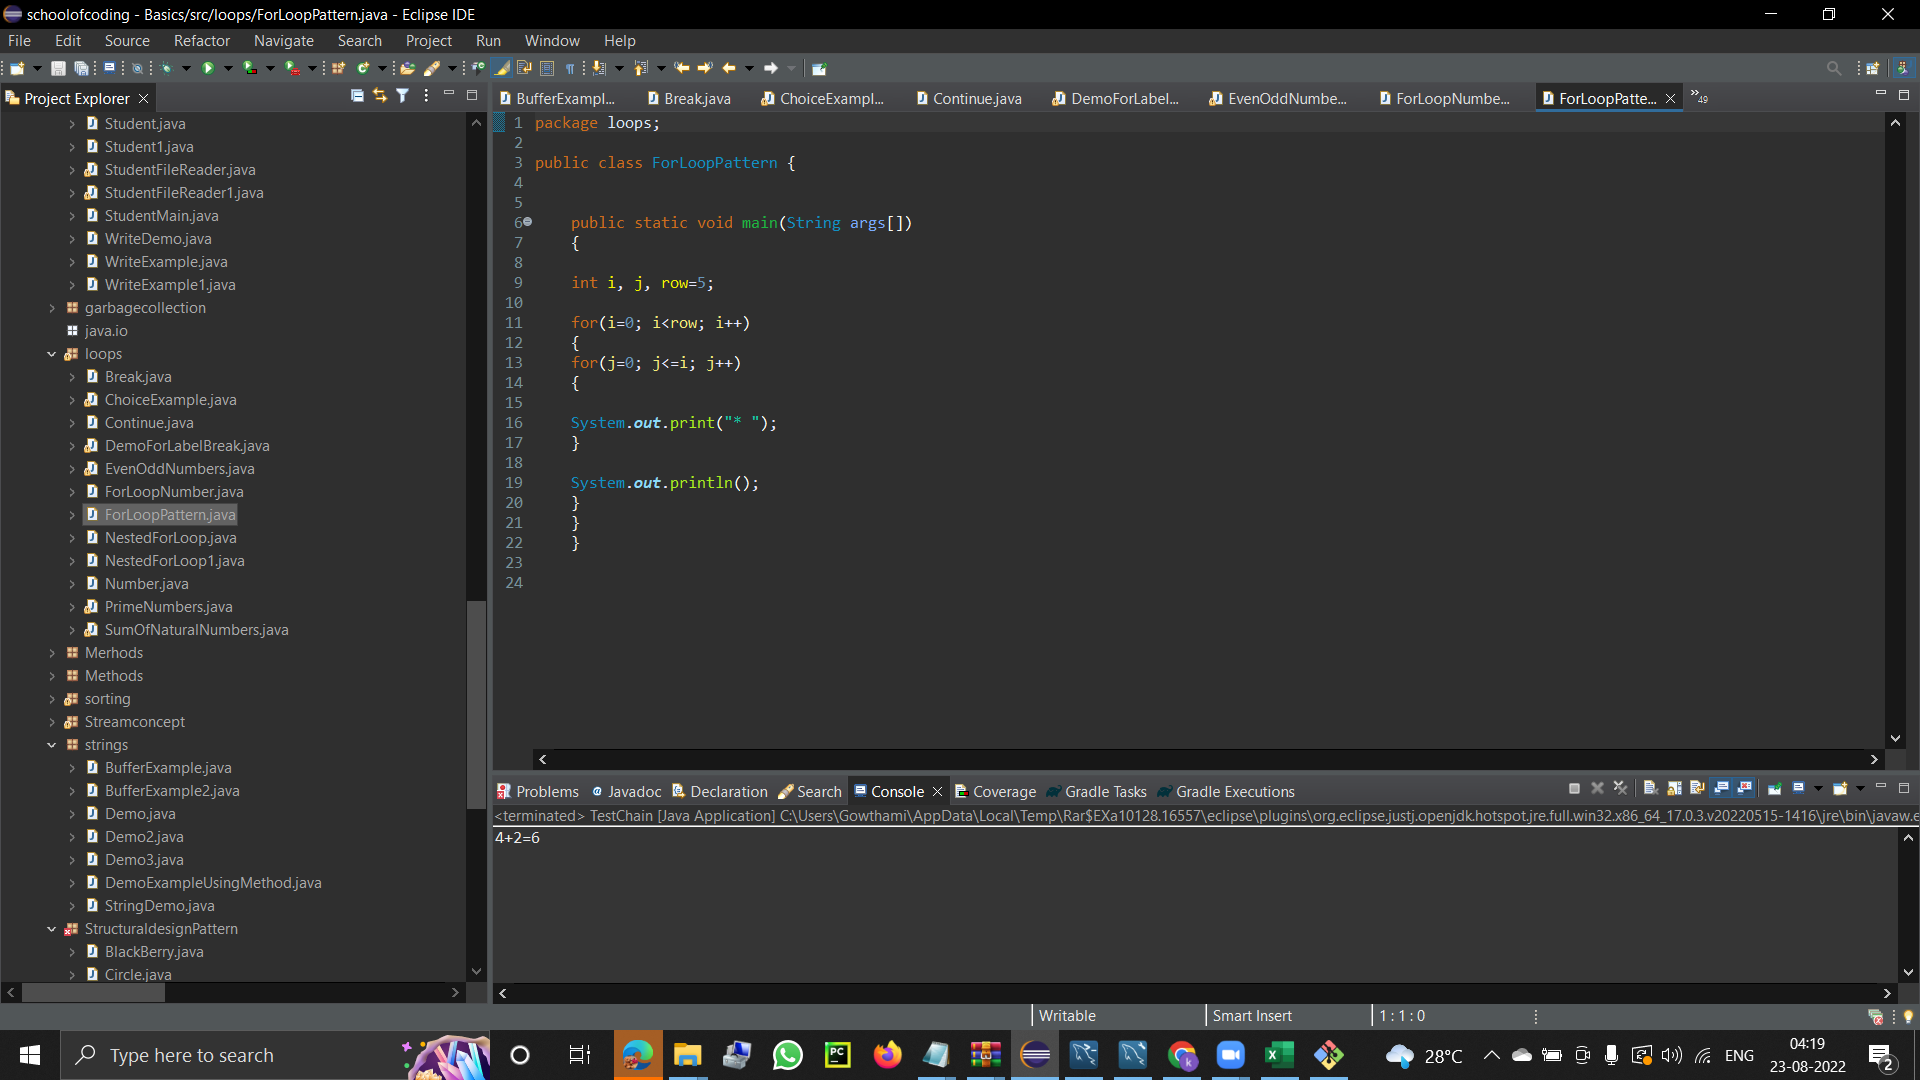 schoolofcoding - Basics/src/loops/ForLoopPattern.java - Eclipse IDE
File Edit Source Refactor Navigate Search Project Run Window Help
Project Explorer
BufferExampl... Break.java ChoiceExampl... Continue.java DemoForLabel... EvenOddNumbe... ForLoopNumbe... ForLoopPatte... 49
Student.java
Student1.java
StudentFileReader.java
StudentFileReader1.java
StudentMain.java
WriteDemo.java
WriteExample.java
WriteExample1.java
garbagecollection
java.io
loops
Break.java
ChoiceExample.java
Continue.java
DemoForLabelBreak.java
EvenOddNumbers.java
ForLoopNumber.java
ForLoopPattern.java
NestedForLoop.java
NestedForLoop1.java
Number.java
PrimeNumbers.java
SumOfNaturalNumbers.java
Merhods
Methods
sorting
Streamconcept
strings
BufferExample.java
BufferExample2.java
Demo.java
Demo2.java
Demo3.java
DemoExampleUsingMethod.java
StringDemo.java
StructuraldesignPattern
BlackBerry.java
Circle.java
1 package loops;
2
3 public class ForLoopPattern {
4
5
6 public static void main(String args[])
7 {
8
9 int i, j, row=5;
10
11 for(i=0; i<row; i++)
12 {
13 for(j=0; j<=i; j++)
14 {
15
16 System.out.print("* ");
17 }
18
19 System.out.println();
20 }
21 }
22 }
23
24
Problems Javadoc Declaration Search Console Coverage Gradle Tasks Gradle Executions
<terminated> TestChain [Java Application] C:\Users\Gowthami\AppData\Local\Temp\Rar$EXa10128.16557\eclipse\plugins\org.eclipse.justj.openjdk.hotspot.jre.full.win32.x86_64_17.0.3.v20220515-1416\jre\bin\javaw.e
4+2=6
Writable Smart Insert 1 : 1 : 0
Type here to search
PC
k
28°C ENG
04:19
23-08-2022
2